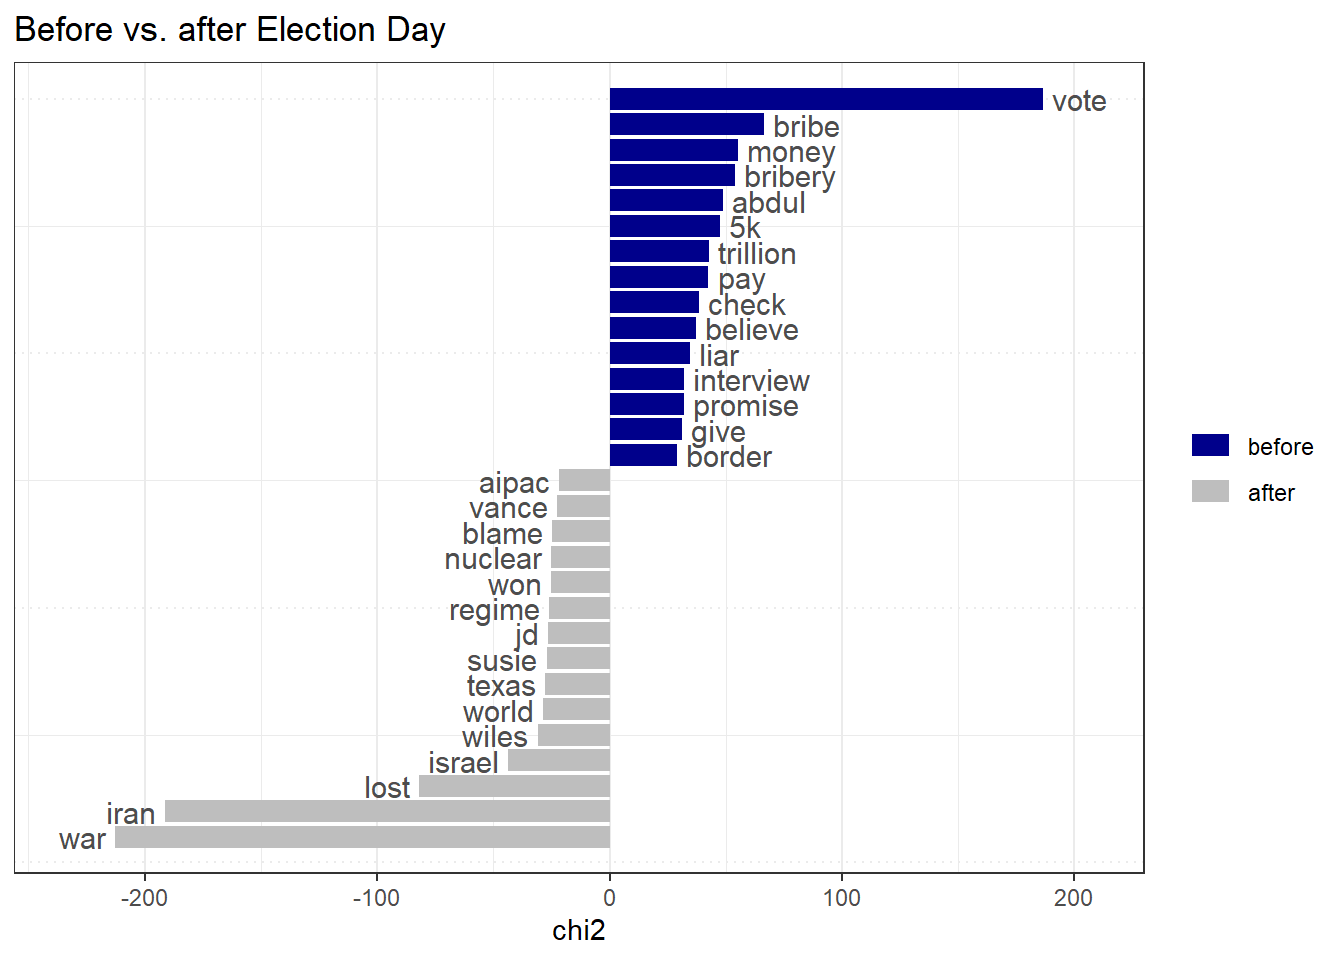 Before vs. after Election Day
vote
bribe
money
bribery
abdul
5k
trillion
pay
check
believe
liar
interview
promise
give
border
aipac
vance
blame
nuclear
won
regime
jd
susie
texas
world
wiles
israel
lost
iran
war
before
after
-200 -100 0 100 200
chi2